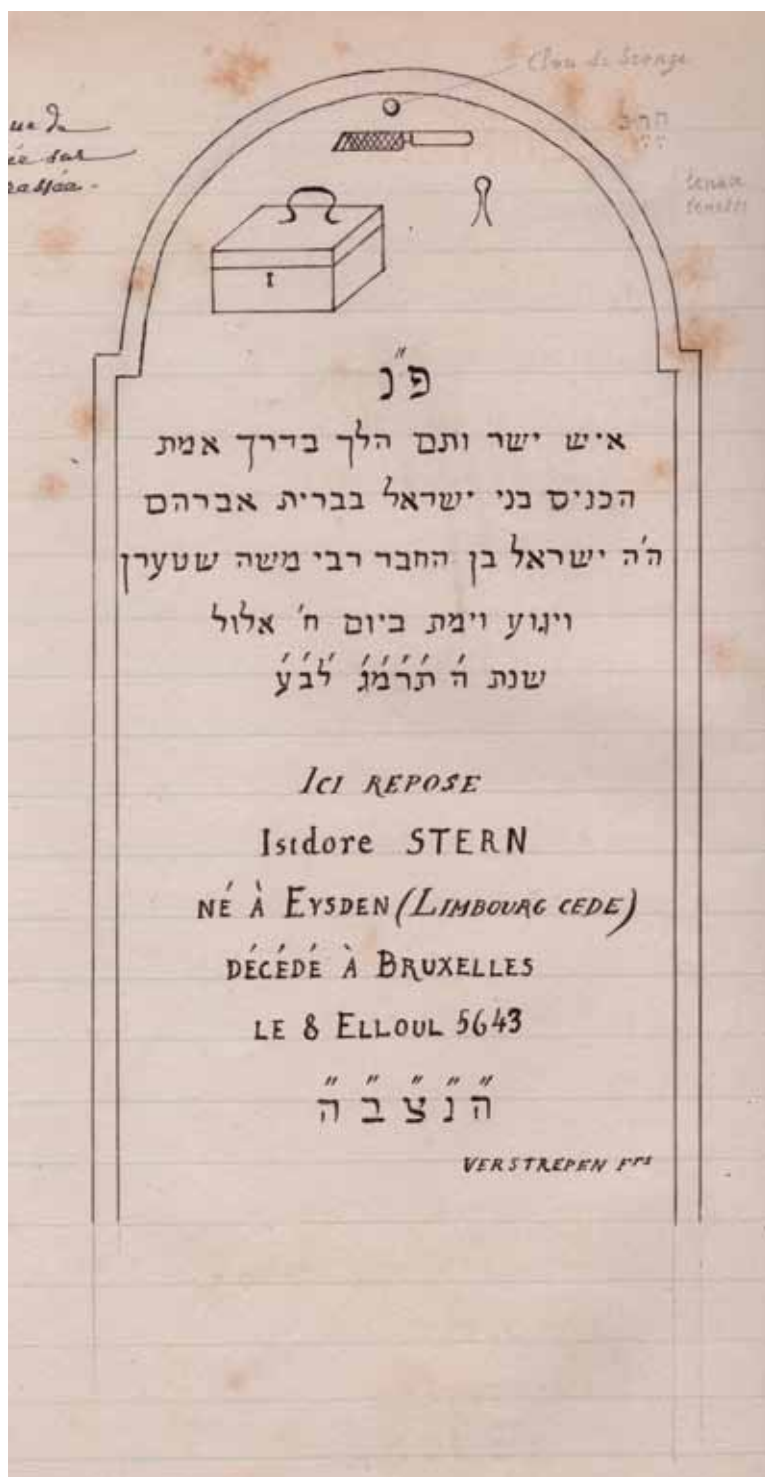 Clou de bronze
פ״נ
איש ישר ותם הלך בדרך אמת
הכניס בני ישראל בברית אברהם
ה״ה ישראל בן החבר רבי משה שטערן
ויגוע וימת ביום ח׳ אלול
שנת ה׳ ת׳ר׳מ׳ג׳ ל׳ב׳ע׳
ICI REPOSE
Isidore STERN
NÉ À EYSDEN (LIMBOURG CEDE)
DÉCÉDÉ À BRUXELLES
LE 8 ELLOUL 5643
ה״נ״צ״ב״ה
VERSTREPEN Frs